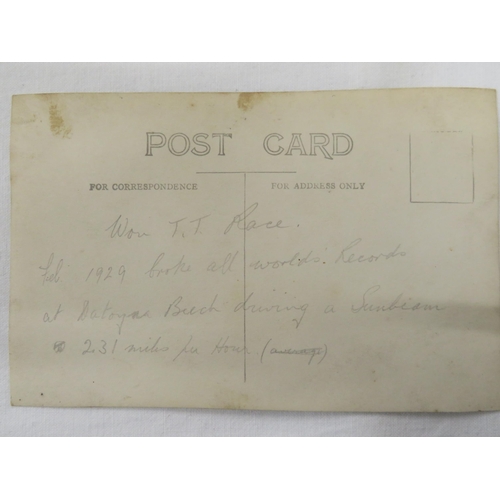 POST CARD
FOR CORRESPONDENCE
FOR ADDRESS ONLY
Won T.T. Race.
Feb. 1929 broke all worlds. Records
at Datoyna Beech driving a Sunbeam
231 miles per Hour (average)